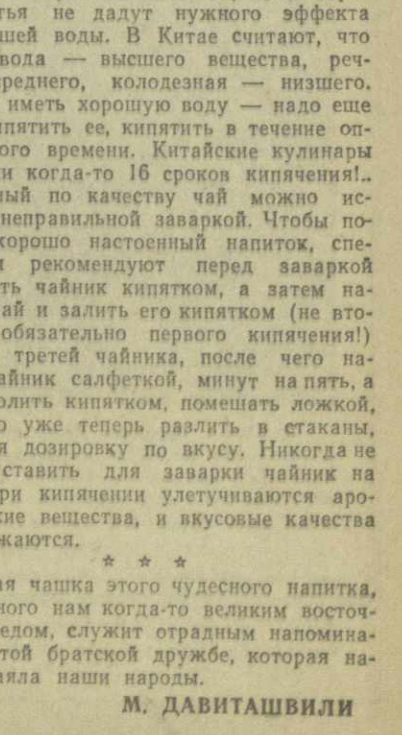 тья не дадут нужного эффекта
шей воды. В Китае считают, что
вода — высшего вещества, реч-
реднего, колодезная — низшего.
иметь хорошую воду — надо еще
пятить ее, кипятить в течение оп-
ого времени. Китайские кулинары
и когда-то 16 сроков кипячения!..
ный по качеству чай можно ис-
неправильной заваркой. Чтобы по-
хорошо настоенный напиток, спе-
и рекомендуют перед заваркой
ть чайник кипятком, а затем на-
ай и залить его кипятком (не вто-
обязательно первого кипячения!)
третей чайника, после чего на-
айник салфеткой, минут на пять, а
олить кипятком, помешать ложкой,
о уже теперь разлить в стаканы,
я дозировку по вкусу. Никогда не
ставить для заварки чайник на
ри кипячении улетучиваются аро-
кие вещества, и вкусовые качества
жаются.
☆ ☆ ☆
ая чашка этого чудесного напитка,
ного нам когда-то великим восточ-
едом, служит отрадным напомина-
той братской дружбе, которая на-
аяла наши народы.
М. ДАВИТАШВИЛИ